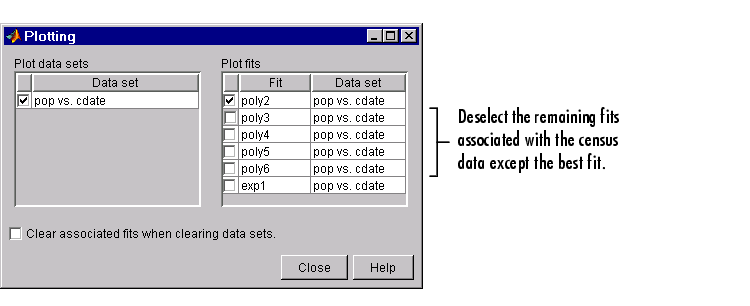 Plotting
Plot data sets
Data set
pop vs. cdate
Plot fits
Fit Data set
poly2 pop vs. cdate
poly3 pop vs. cdate
poly4 pop vs. cdate
poly5 pop vs. cdate
poly6 pop vs. cdate
exp1 pop vs. cdate
Clear associated fits when clearing data sets.
Close Help
Deselect the remaining fits
associated with the census
data except the best fit.